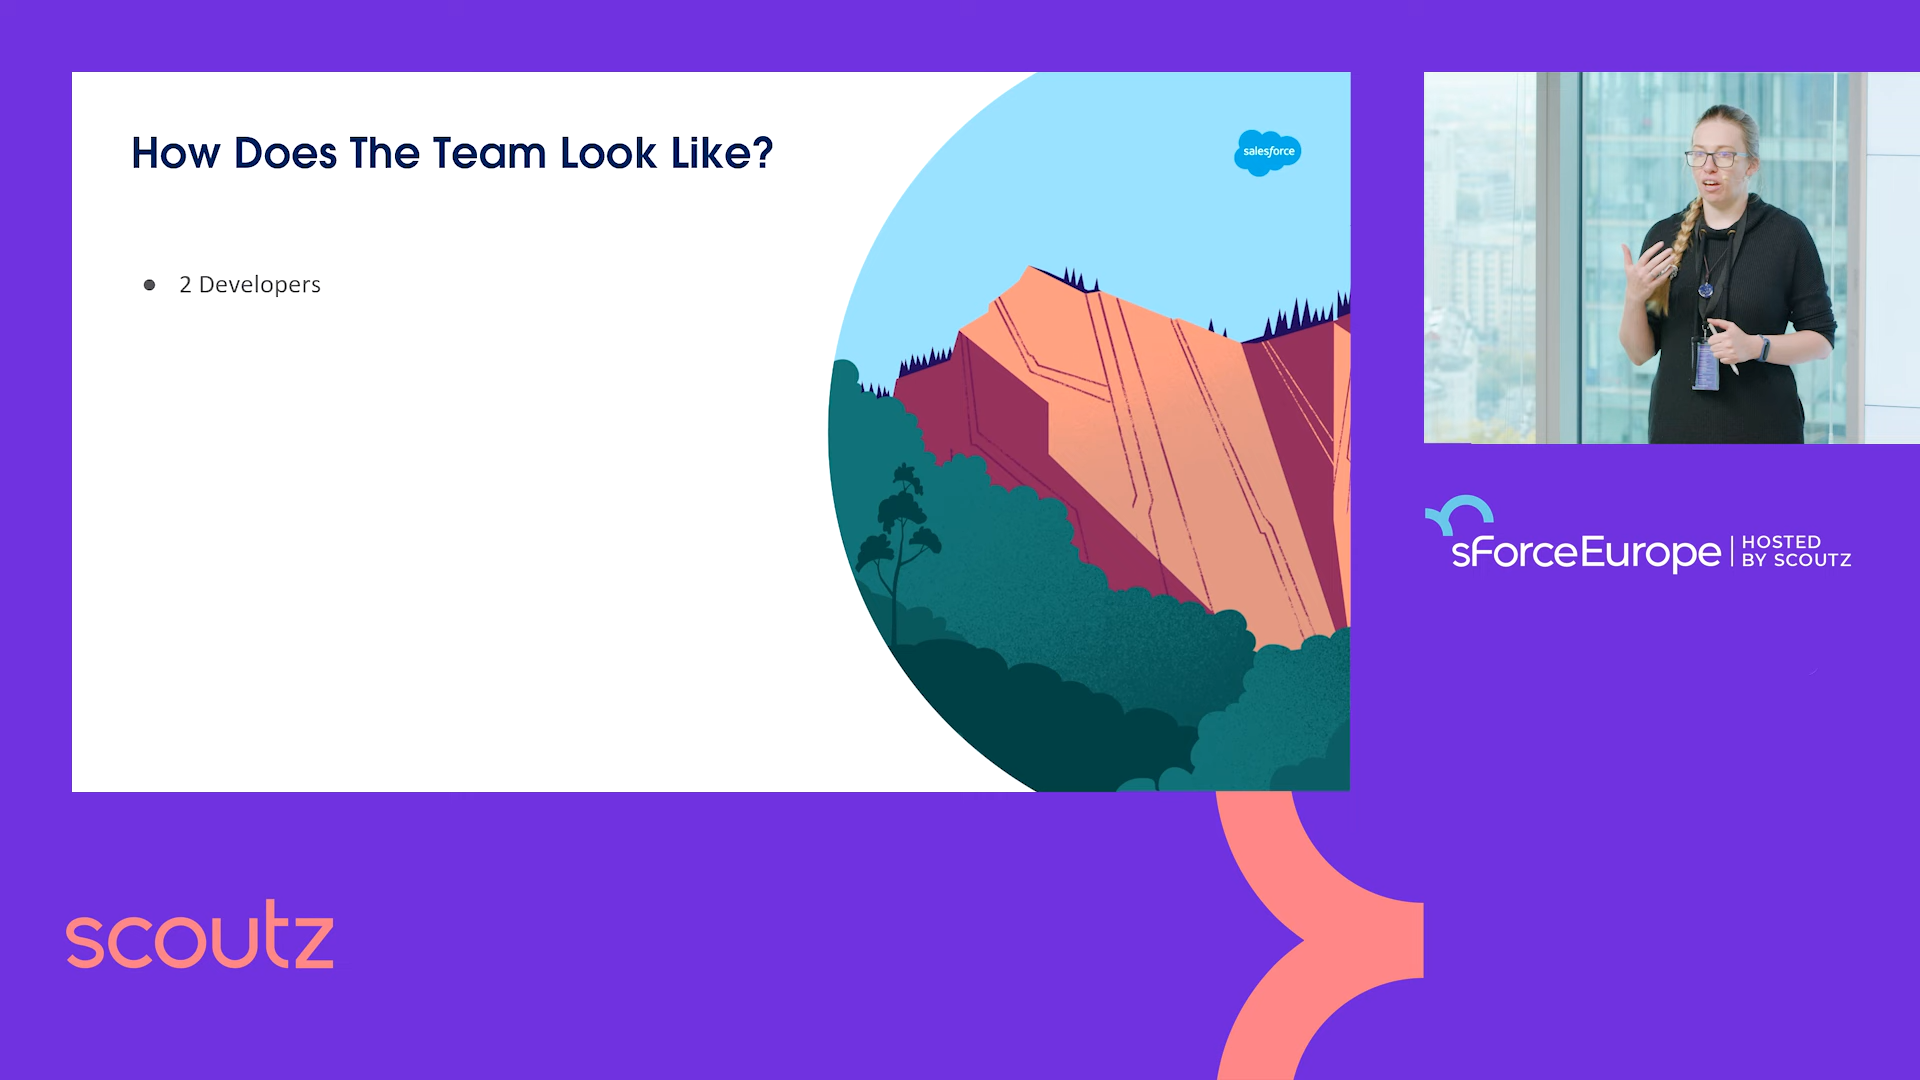 How Does The Team Look Like?
salesforce
2 Developers
sForceEurope
HOSTED
BY SCOUTZ
scoutz